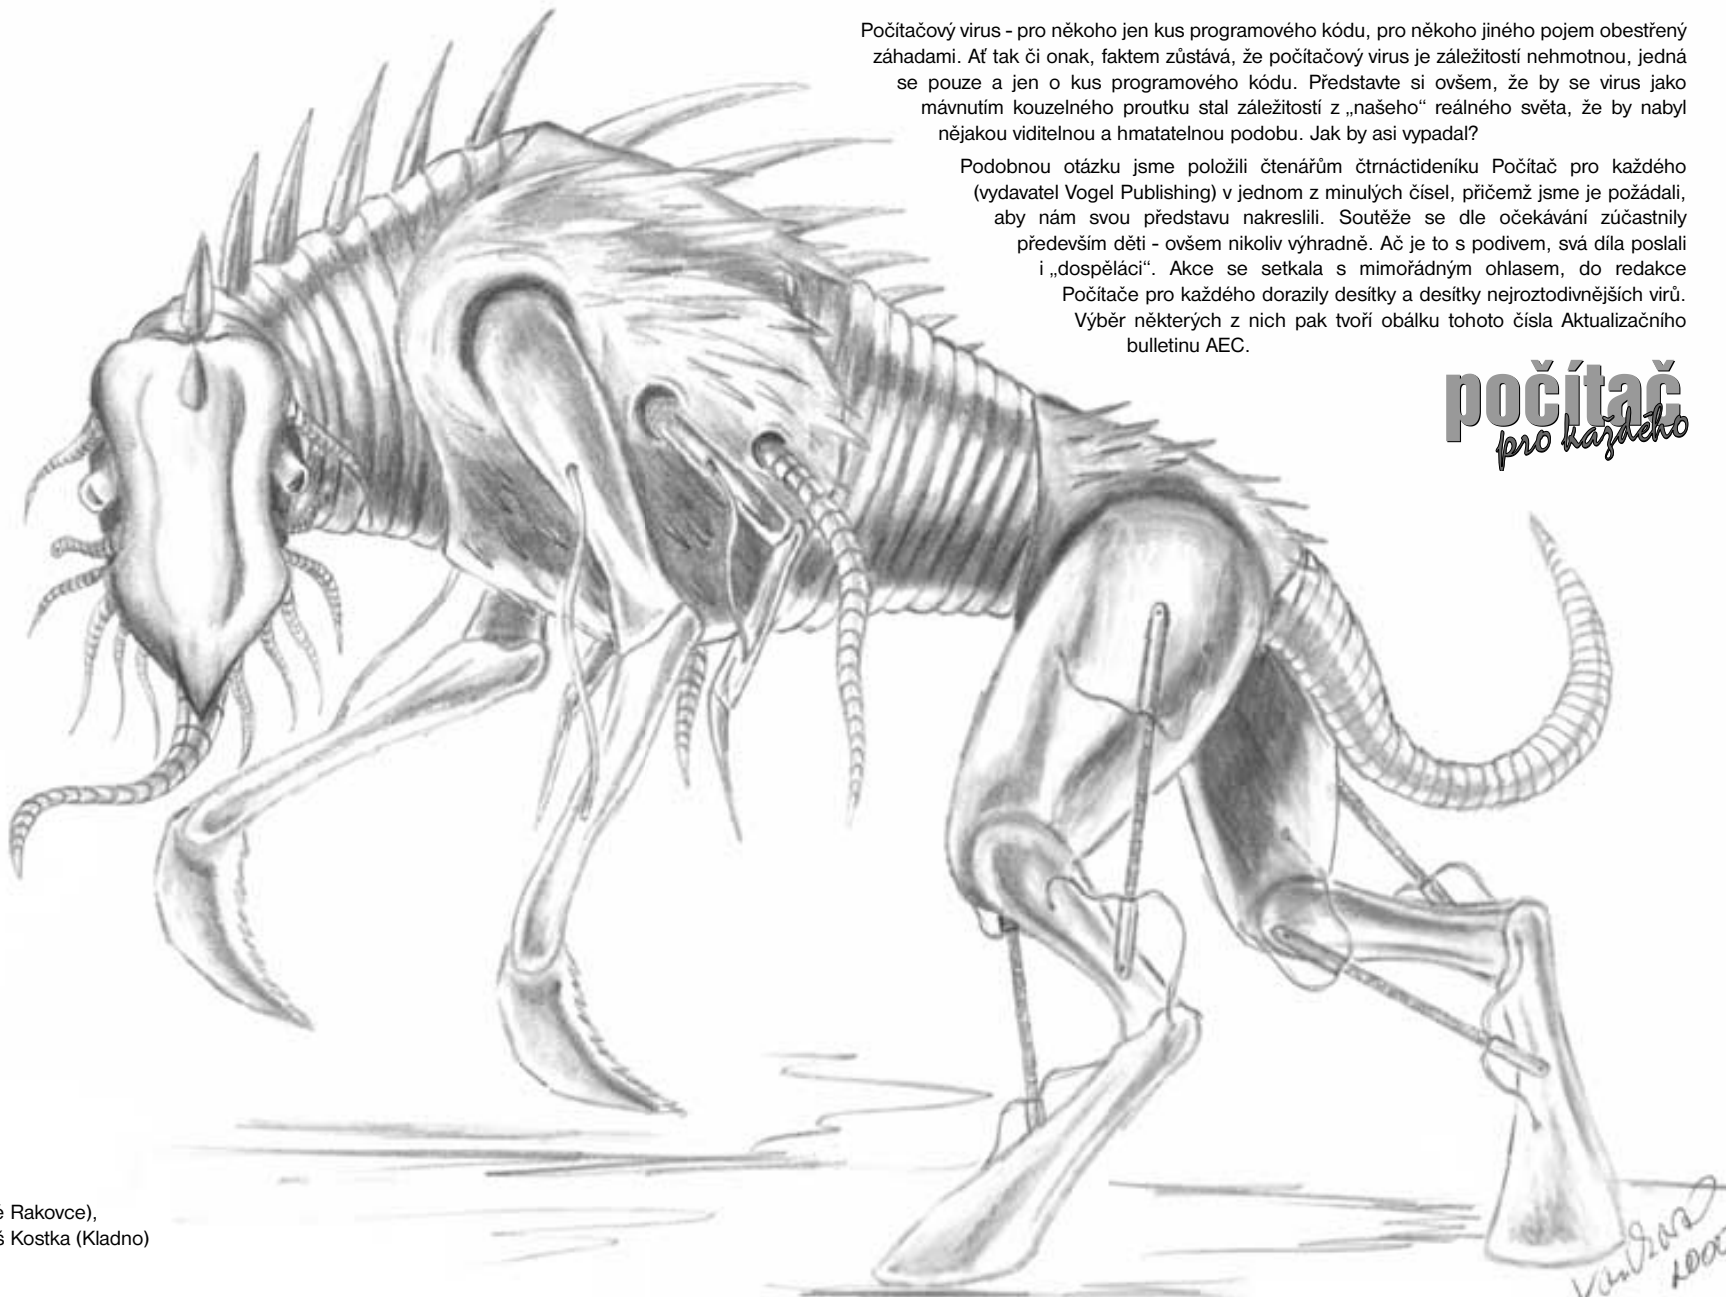 Počítačový virus - pro někoho jen kus programového kódu, pro někoho jiného pojem obestřený
záhadami. Ať tak či onak, faktem zůstává, že počítačový virus je záležitostí nehmotnou, jedná
se pouze a jen o kus programového kódu. Představte si ovšem, že by se virus jako
mávnutím kouzelného proutku stal záležitostí z „našeho“ reálného světa, že by nabyl
nějakou viditelnou a hmatatelnou podobu. Jak by asi vypadal?
Podobnou otázku jsme položili čtenářům čtrnáctideníku Počítač pro každého
(vydavatel Vogel Publishing) v jednom z minulých čísel, přičemž jsme je požádali,
aby nám svou představu nakreslili. Soutěže se dle očekávání zúčastnily
především děti - ovšem nikoliv výhradně. Ač je to s podivem, svá díla poslali
i „dospěláci“. Akce se setkala s mimořádným ohlasem, do redakce
Počítače pro každého dorazily desítky a desítky nejroztodivnějších virů.
Výběr některých z nich pak tvoří obálku tohoto čísla Aktualizačního
bulletinu AEC.
počítač
pro každého
Rakovce),
Kostka (Kladno)
2000